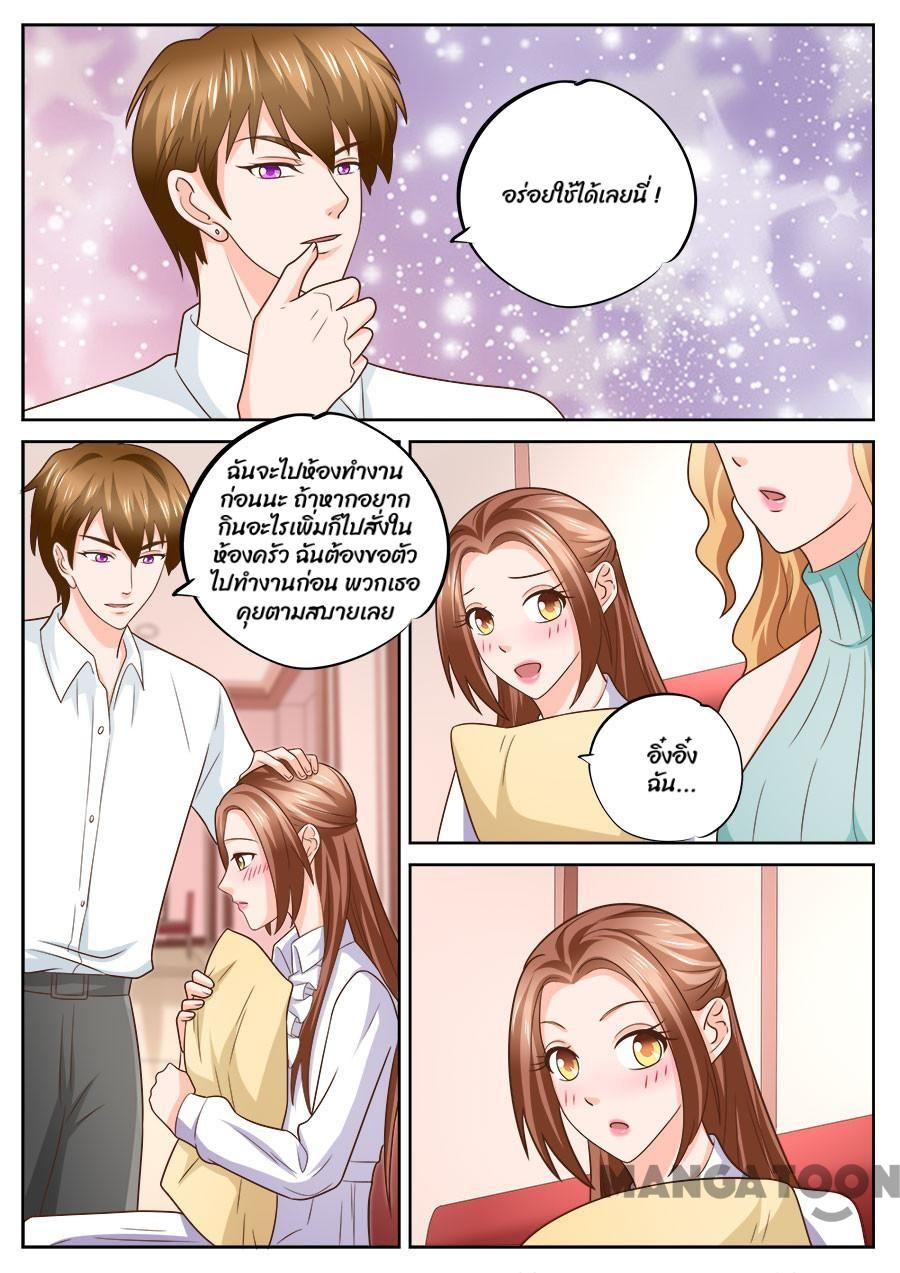 อร่อยใช้ได้เลยนี่ !
ฉันจะไปห้องทำงาน
ก่อนนะ ถ้าหากอยาก
กินอะไรเพิ่มก็ไปสั่งใน
ห้องครัว ฉันต้องขอตัว
ไปทำงานก่อน พวกเธอ
คุยตามสบายเลย
อิ๋งอิ๋ง
ฉัน...
MANGATOON